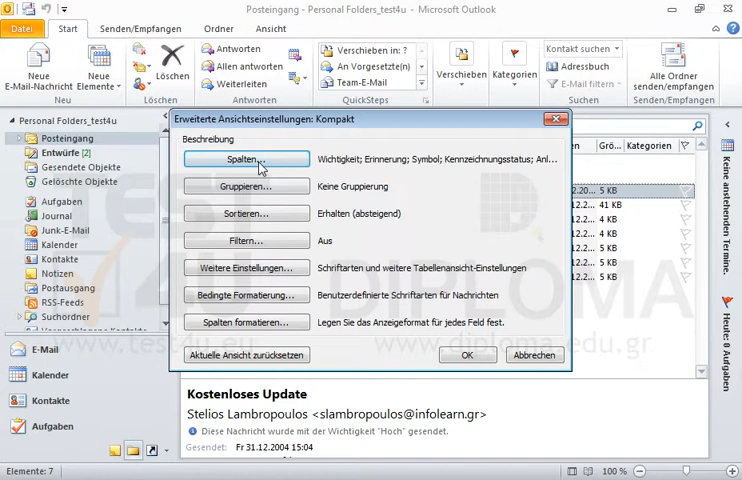 Posteingang - Personal Folders_test4u - Microsoft Outlook
Datei Start Senden/Empfangen Ordner Ansicht
Neue E-Mail-Nachricht
Neue Elemente
Neu
Löschen
Löschen
Antworten
Allen antworten
Weiterleiten
Antworten
Verschieben in: ?
An Vorgesetzte(n)
Team-E-Mail
QuickSteps
Verschieben
Kategorien
Kontakt suchen
Adressbuch
E-Mail filtern
Suchen
Alle Ordner senden/empfangen
Senden/Empfangen
Personal Folders_test4u
Posteingang
Entwürfe [2]
Gesendete Objekte
Gelöschte Objekte
Aufgaben
Journal
Junk-E-Mail
Kalender
Kontakte
Notizen
Postausgang
RSS-Feeds
Suchordner
E-Mail
Kalender
Kontakte
Aufgaben
Erweiterte Ansichtseinstellungen: Kompakt
Beschreibung
Spalten... Wichtigkeit; Erinnerung; Symbol; Kennzeichnungsstatus; Anl...
Gruppieren... Keine Gruppierung
Sortieren... Erhalten (absteigend)
Filtern... Aus
Weitere Einstellungen... Schriftarten und weitere Tabellenansicht-Einstellungen
Bedingte Formatierung... Benutzerdefinierte Schriftarten für Nachrichten
Spalten formatieren... Legen Sie das Anzeigeformat für jedes Feld fest.
Aktuelle Ansicht zurücksetzen OK Abbrechen
Grö... Kategorien
5 KB
41 KB
5 KB
5 KB
5 KB
5 KB
5 KB
Keine anstehenden Termine.
Heute: 0 Aufgaben
Kostenloses Update
Stelios Lambropoulos <slambropoulos@infolearn.gr>
Diese Nachricht wurde mit der Wichtigkeit "Hoch" gesendet.
Gesendet: Fr 31.12.2004 15:04
Elemente: 7
100 %
TEST4U
www.test4u.eu
DIPLOMA
www.diploma.edu.gr